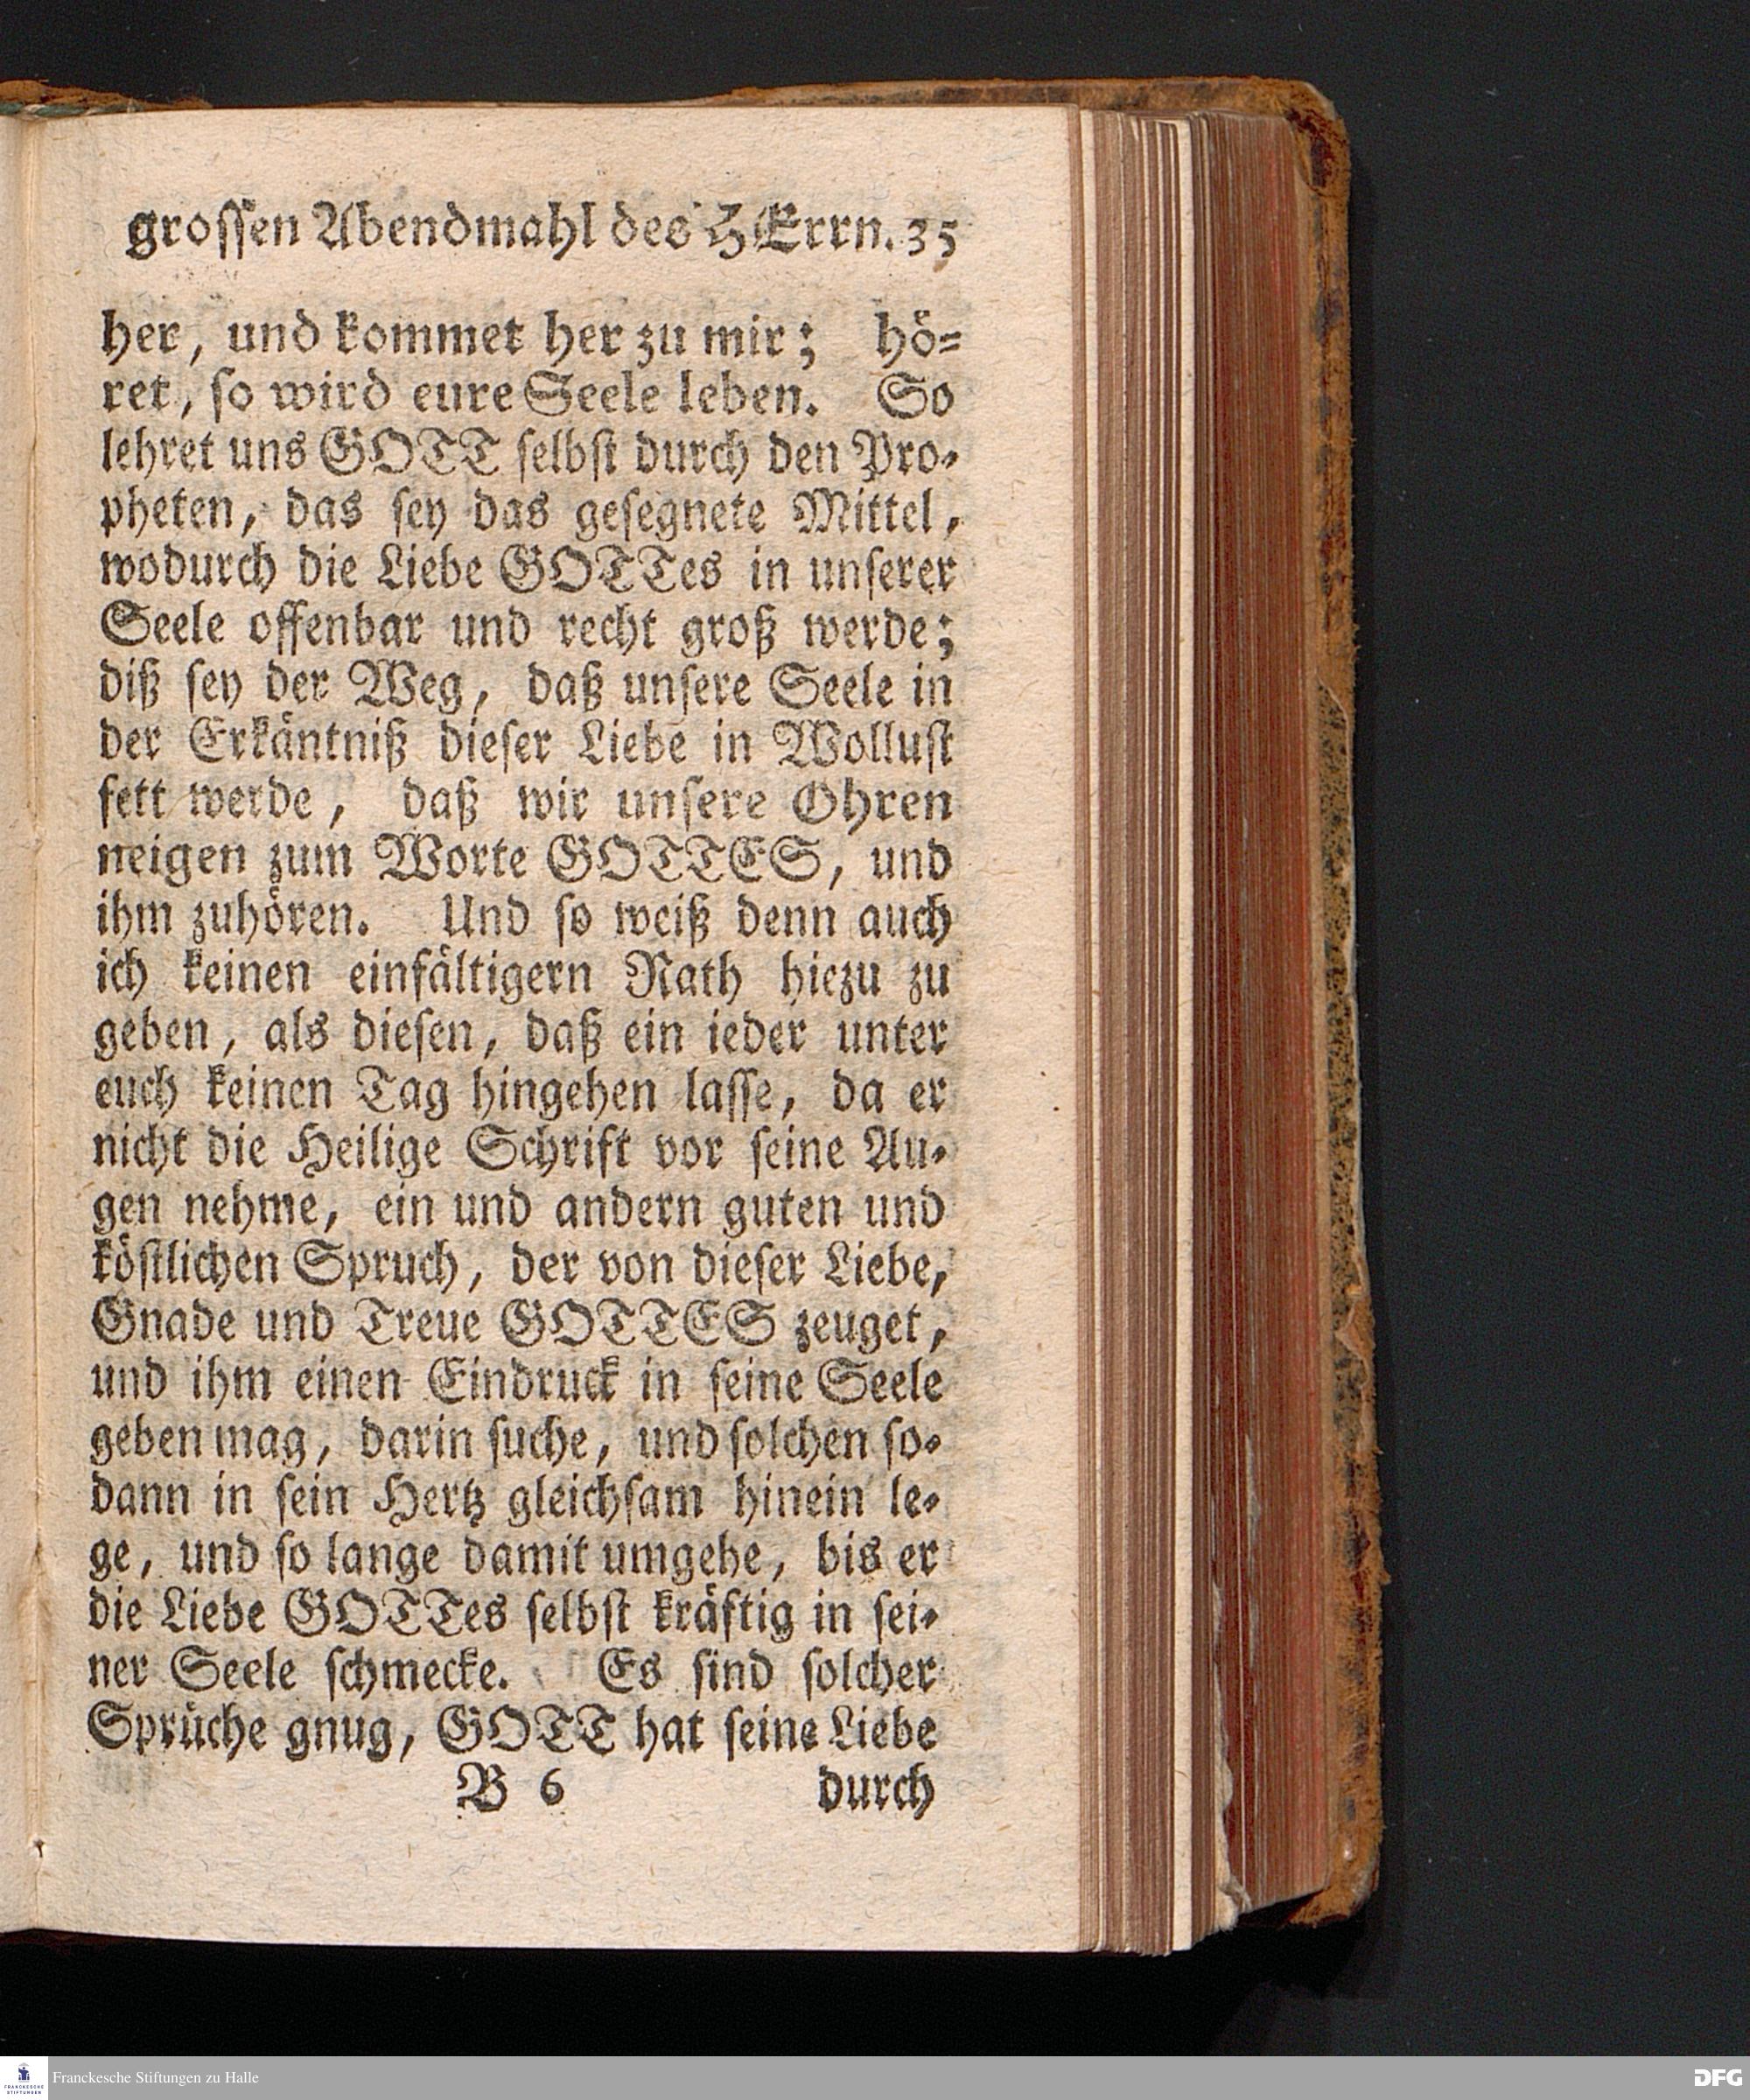 grossen Abendmahl des HErrn. 35
her, und kommet her zu mir; hö-
ret, so wird eure Seele leben. So
lehret uns GOTT selbst durch den Pro-
pheten, das sey das gesegnete Mittel,
wodurch die Liebe GOTTes in unserer
Seele offenbar und recht groß werde;
diß sey der Weg, daß unsere Seele in
der Erkäntniß dieser Liebe in Wollust
fett werde, daß wir unsere Ohren
neigen zum Worte GOTTES, und
ihm zuhören. Und so weiß denn auch
ich keinen einfältigern Rath hiezu zu
geben, als diesen, daß ein ieder unter
euch keinen Tag hingehen lasse, da er
nicht die Heilige Schrift vor seine Au-
gen nehme, ein und andern guten und
köstlichen Spruch, der von dieser Liebe,
Gnade und Treue GOTTES zeuget,
und ihm einen Eindruck in seine Seele
geben mag, darin suche, und solchen so-
dann in sein Hertz gleichsam hinein le-
ge, und so lange damit umgehe, bis er
die Liebe GOTTes selbst kräftig in sei-
ner Seele schmecke. Es sind solcher
Sprüche gnug, GOTT hat seine Liebe
B 6 durch
FRANCKESCHE STIFTUNGEN
Franckesche Stiftungen zu Halle
DFG